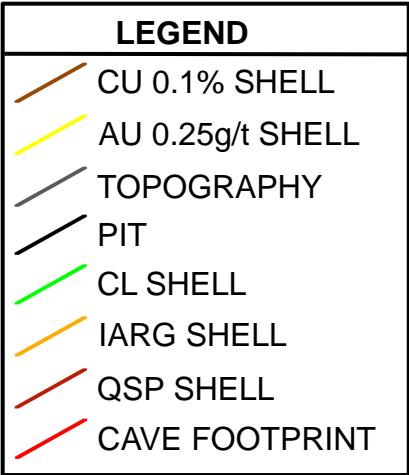 LEGEND
CU 0.1% SHELL
AU 0.25g/t SHELL
TOPOGRAPHY
PIT
CL SHELL
IARG SHELL
QSP SHELL
CAVE FOOTPRINT